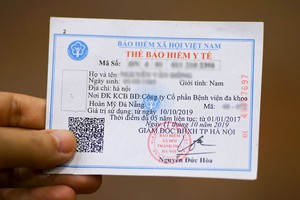 BẢO HIỂM XÃ HỘI VIỆT NAM
THẺ BẢO HIỂM Y TẾ
Mã Số:
Họ và tên
Ngày sinh Giới tính: Nam
Địa chỉ: hà nội
Nơi ĐK KCB BĐ: Công ty Cổ phần Bệnh viện đa khoa
Hoàn Mỹ Đà Nẵng
Giá trị sử dụng: từ ngày 10/10/2019
Thời điểm đủ 05 năm liên tục: từ 01/01/2017
Ngày 11 tháng 10 năm 2019
GIÁM ĐỐC BHXH TP HÀ NỘI
Nguyễn Đức Hòa